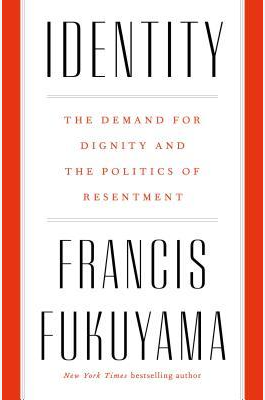 IDENTITY
THE DEMAND FOR
DIGNITY AND
THE POLITICS OF
RESENTMENT
FRANCIS
FUKUYAMA
New York Times bestselling author